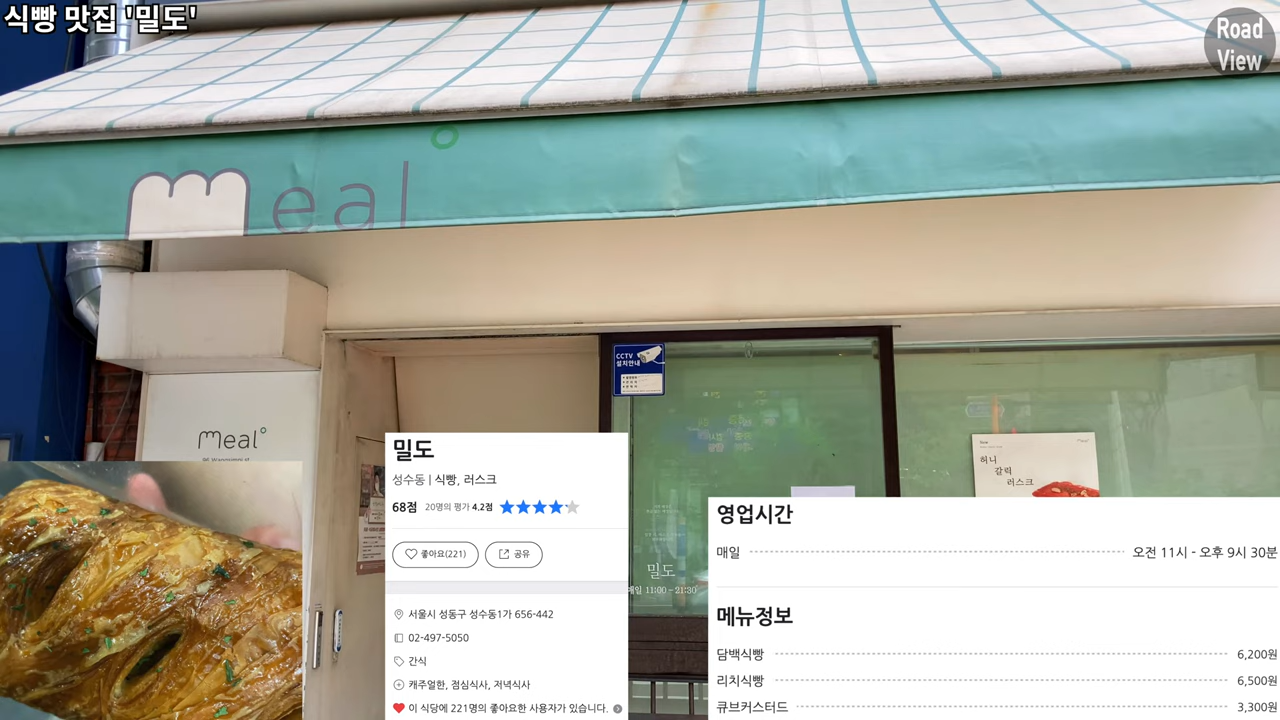 식빵 맛집 '밀도'
Road
View
meal°
CCTV
설치안내
meal°
밀도
성수동 | 식빵, 러스크
68점 20명의 평가 4.2점
좋아요(221)
공유
서울시 성동구 성수동1가 656-442
02-497-5050
간식
캐주얼한, 점심식사, 저녁식사
이 식당에 221명의 좋아요한 사용자가 있습니다.
밀도
매일 11:00 - 21:30
허니
갈릭
러스크
영업시간
매일 오전 11시 - 오후 9시 30분
메뉴정보
담백식빵 6,200원
리치식빵 6,500원
큐브커스터드 3,300원